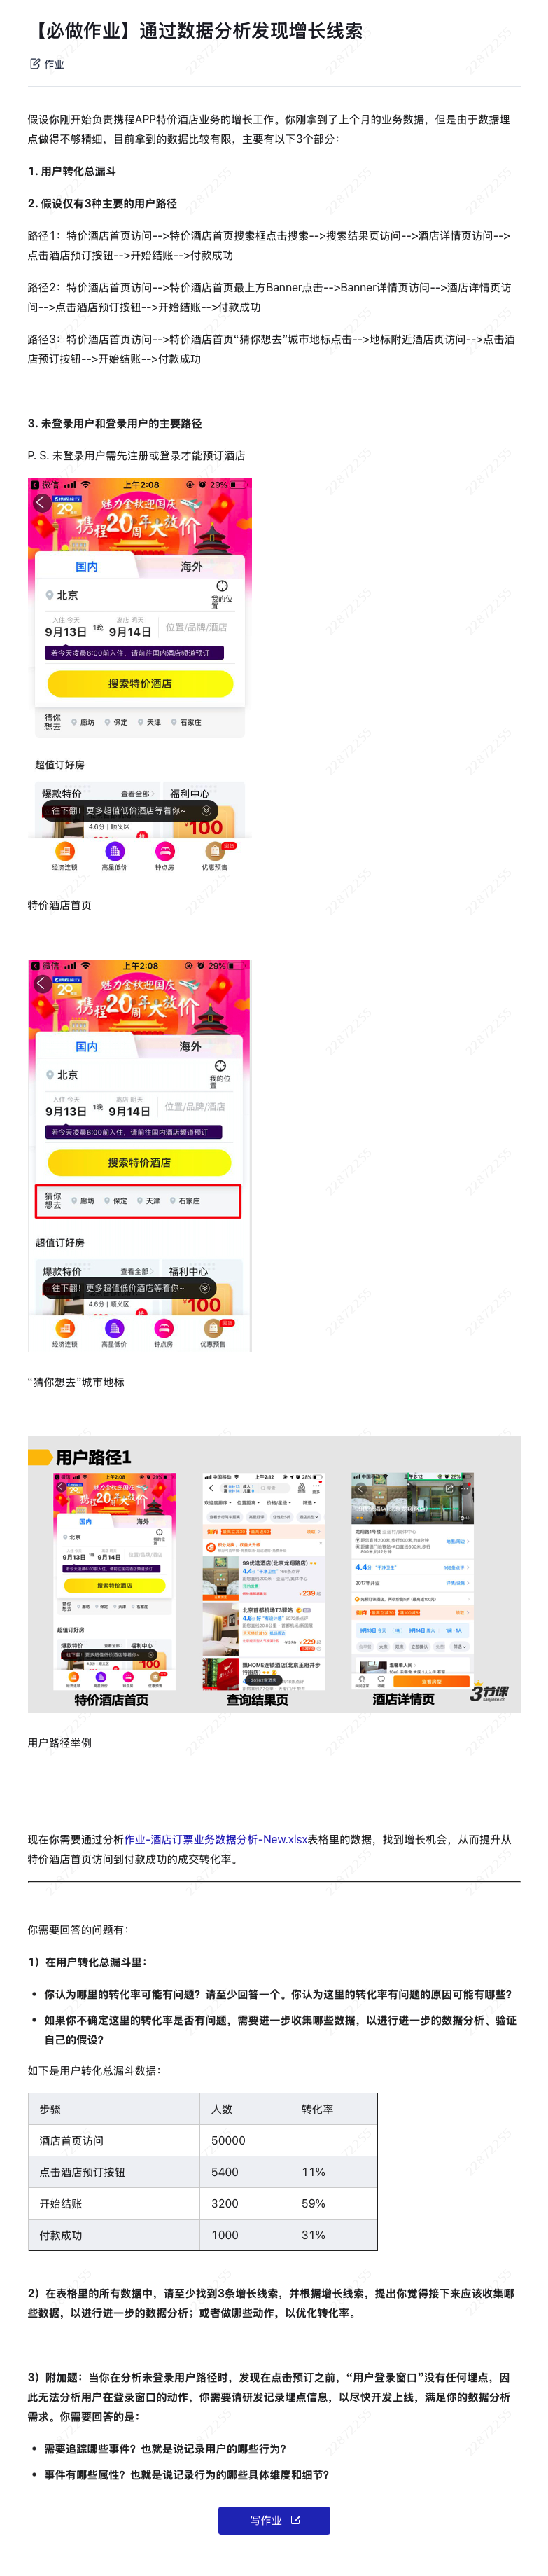 【必做作业】通过数据分析发现增长线索
作业
假设你刚开始负责携程APP特价酒店业务的增长工作。你刚拿到了上个月的业务数据，但是由于数据埋
点做得不够精细，目前拿到的数据比较有限，主要有以下3个部分：
1. 用户转化总漏斗
2. 假设仅有3种主要的用户路径
路径1：特价酒店首页访问-->特价酒店首页搜索框点击搜索-->搜索结果页访问-->酒店详情页访问-->
点击酒店预订按钮-->开始结账-->付款成功
路径2：特价酒店首页访问-->特价酒店首页最上方Banner点击-->Banner详情页访问-->酒店详情页访
问-->点击酒店预订按钮-->开始结账-->付款成功
路径3：特价酒店首页访问-->特价酒店首页“猜你想去”城市地标点击-->地标附近酒店页访问-->点击酒
店预订按钮-->开始结账-->付款成功
3. 未登录用户和登录用户的主要路径
P. S. 未登录用户需先注册或登录才能预订酒店
微信 上午2:08 29%
魅力金秋迎国庆
携程20周年大放价
国内 海外
北京
我的位
置
入住 今天 离店 明天
9月13日 1晚 9月14日 位置/品牌/酒店
若今天凌晨6:00前入住，请前往国内酒店频道预订
搜索特价酒店
猜你
想去 廊坊 保定 天津 石家庄
超值订好房
爆款特价 查看全部 福利中心
往下翻！更多超值低价酒店等着你~
4.6分 | 顺义区 ¥100
经济连锁 高星低价 钟点房 优惠预售
特价酒店首页
微信 上午2:08 29%
魅力金秋迎国庆
携程20周年大放价
国内 海外
北京
我的位
置
入住 今天 离店 明天
9月13日 1晚 9月14日 位置/品牌/酒店
若今天凌晨6:00前入住，请前往国内酒店频道预订
搜索特价酒店
猜你
想去 廊坊 保定 天津 石家庄
超值订好房
爆款特价 查看全部 福利中心
往下翻！更多超值低价酒店等着你~
4.6分 | 顺义区 ¥100
经济连锁 高星低价 钟点房 优惠预售
“猜你想去”城市地标
用户路径1
特价酒店首页 查询结果页 酒店详情页
3节课
用户路径举例
现在你需要通过分析作业-酒店订票业务数据分析-New.xlsx表格里的数据，找到增长机会，从而提升从
特价酒店首页访问到付款成功的成交转化率。
你需要回答的问题有：
1）在用户转化总漏斗里：
• 你认为哪里的转化率可能有问题？请至少回答一个。你认为这里的转化率有问题的原因可能有哪些？
• 如果你不确定这里的转化率是否有问题，需要进一步收集哪些数据，以进行进一步的数据分析、验证
自己的假设？
如下是用户转化总漏斗数据：
步骤 人数 转化率
酒店首页访问 50000
点击酒店预订按钮 5400 11%
开始结账 3200 59%
付款成功 1000 31%
2）在表格里的所有数据中，请至少找到3条增长线索，并根据增长线索，提出你觉得接下来应该收集哪
些数据，以进行进一步的数据分析；或者做哪些动作，以优化转化率。
3）附加题：当你在分析未登录用户路径时，发现在点击预订之前，“用户登录窗口”没有任何埋点，因
此无法分析用户在登录窗口的动作，你需要请研发记录埋点信息，以尽快开发上线，满足你的数据分析
需求。你需要回答的是：
• 需要追踪哪些事件？也就是说记录用户的哪些行为？
• 事件有哪些属性？也就是说记录行为的哪些具体维度和细节？
写作业